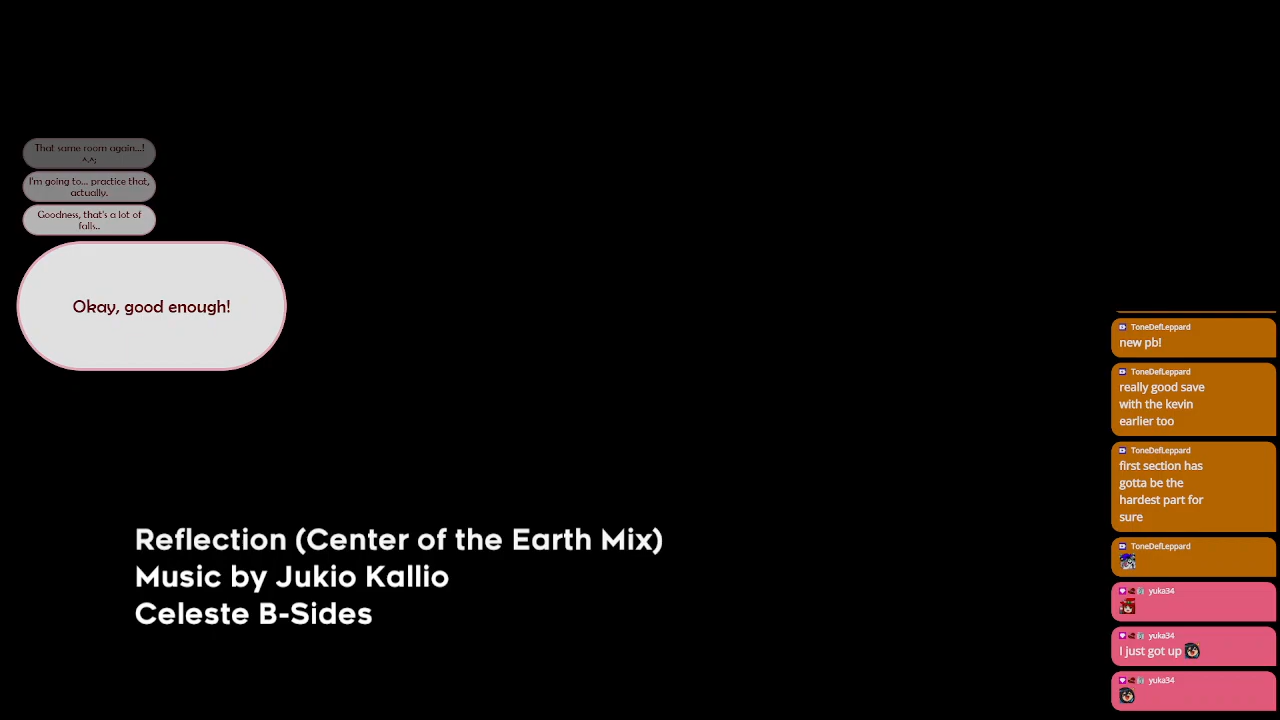 That same room again...!
^.^;
I'm going to... practice that,
actually.
Goodness, that's a lot of
falls..
Okay, good enough!
Reflection (Center of the Earth Mix)
Music by Jukio Kallio
Celeste B-Sides
ToneDefLeppard
new pb!
ToneDefLeppard
really good save
with the kevin
earlier too
ToneDefLeppard
first section has
gotta be the
hardest part for
sure
ToneDefLeppard
yuka34
yuka34
I just got up
yuka34